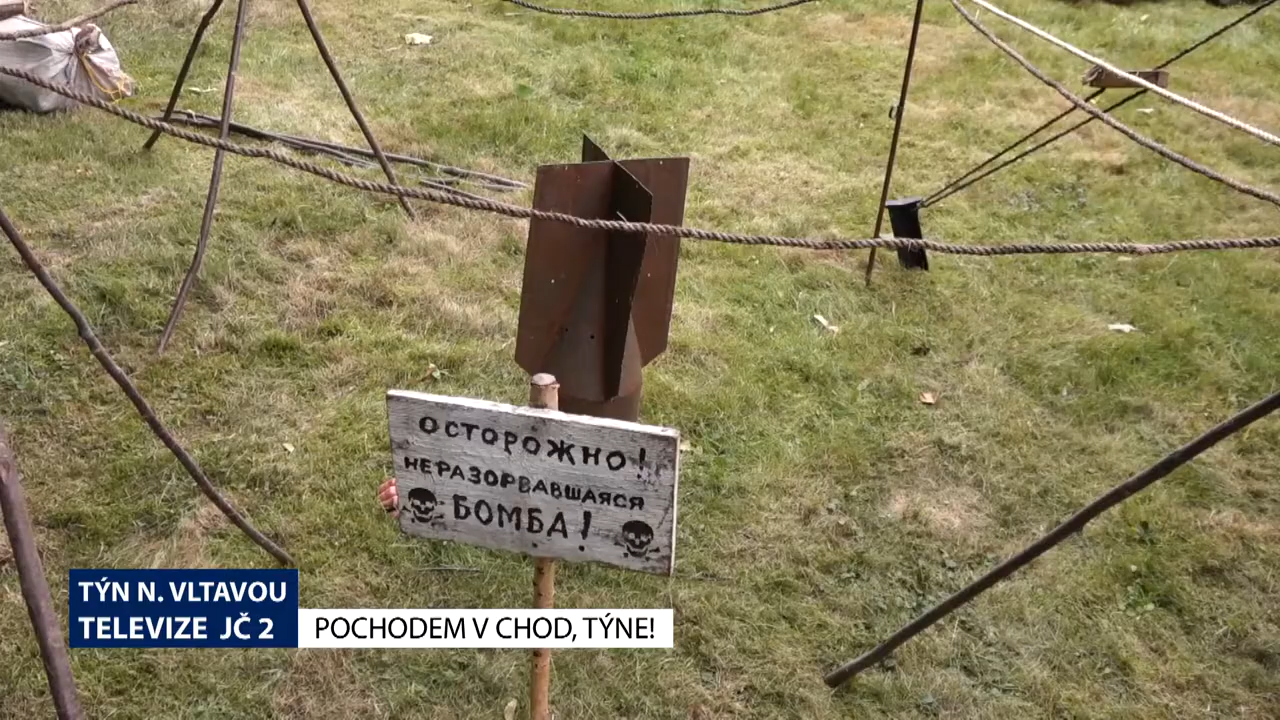 ОСТОРОЖНО!
НЕРАЗОРВАВШАЯСЯ
БОМБА!
TÝN N. VLTAVOU
TELEVIZE JČ 2
POCHODEM V CHOD, TÝNE!